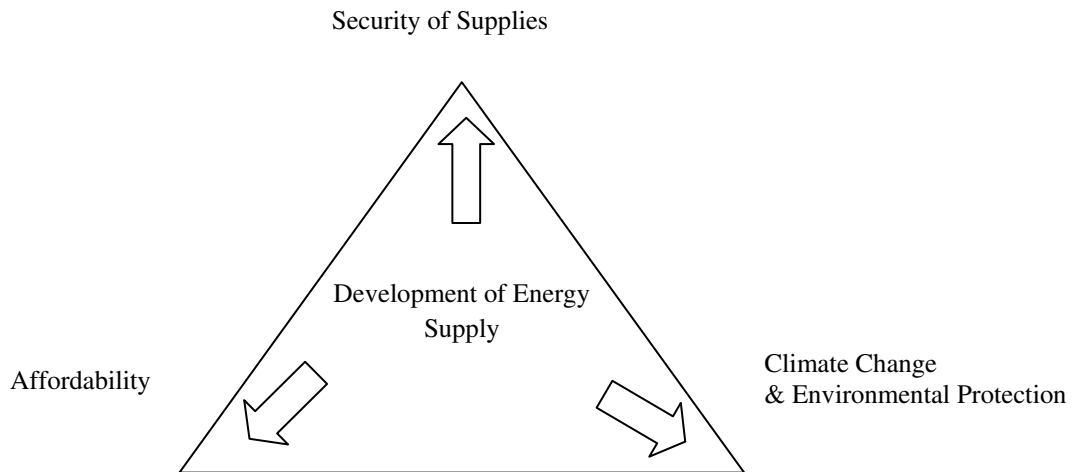 Security of Supplies
Development of Energy
Supply
Affordability
Climate Change
& Environmental Protection